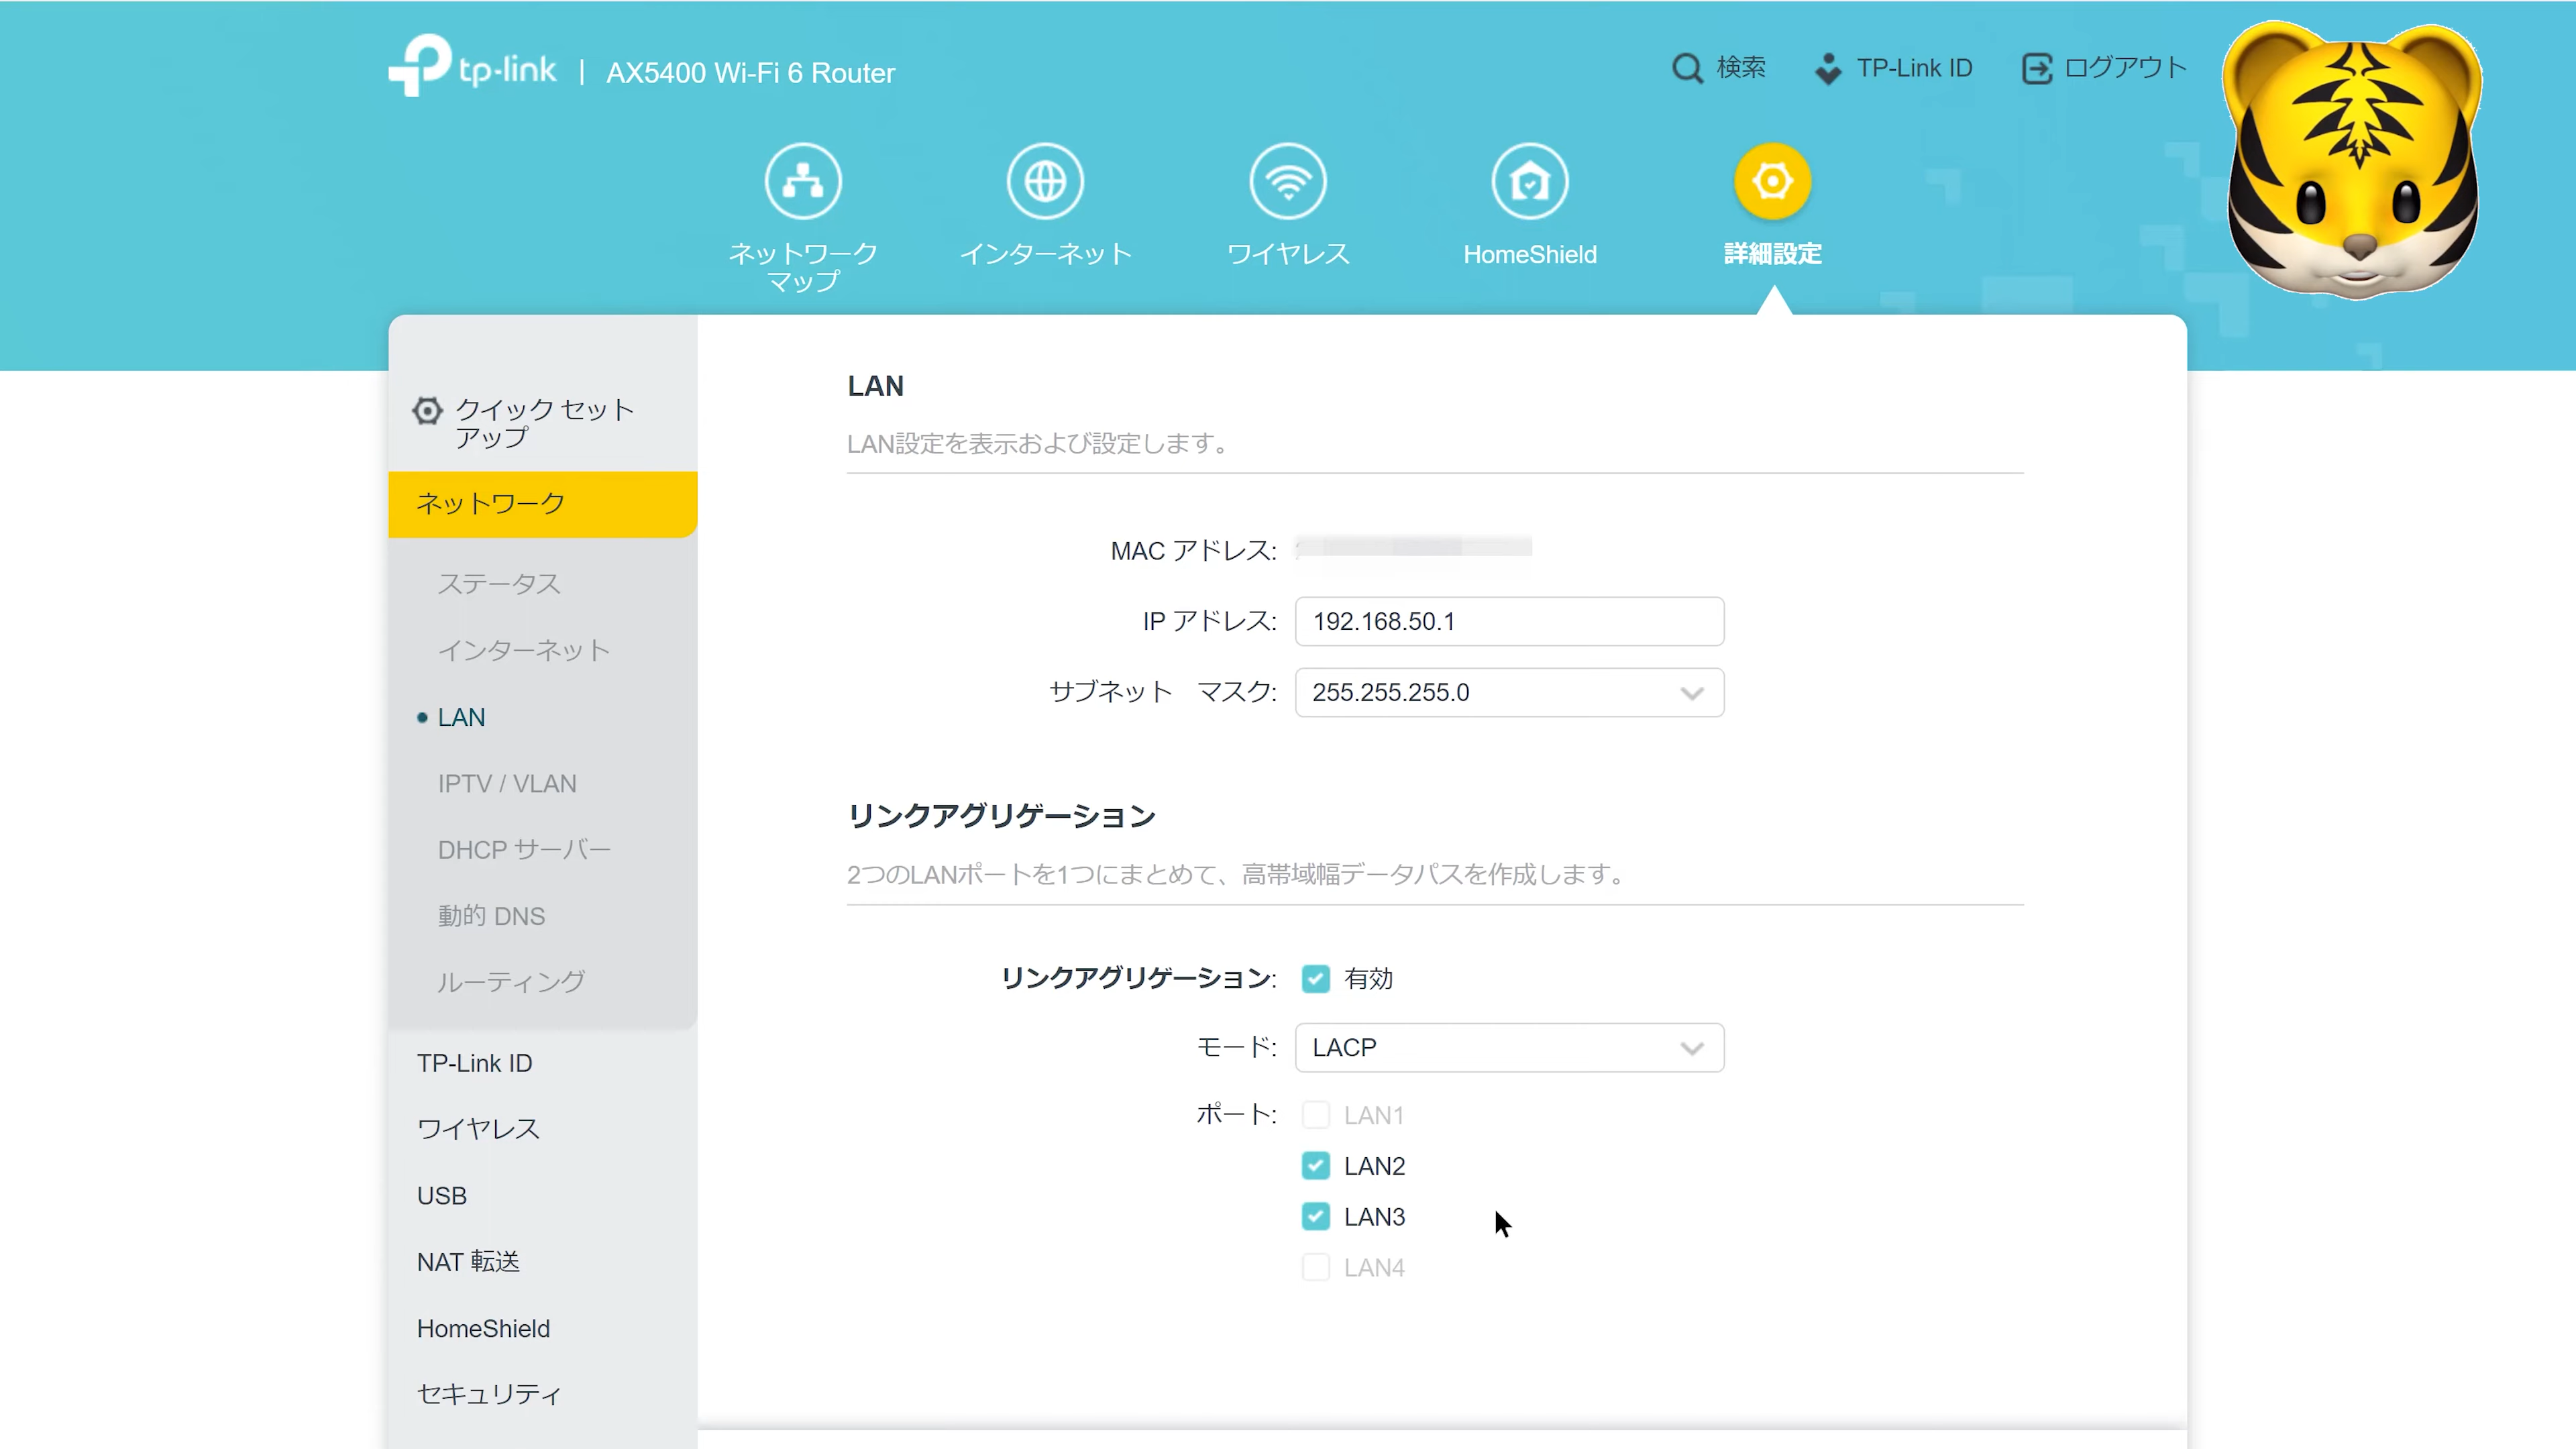 tp-link | AX5400 Wi-Fi 6 Router
検索
TP-Link ID
ログアウト
ネットワーク
マップ
インターネット
ワイヤレス
HomeShield
詳細設定
クイック セット
アップ
ネットワーク
ステータス
インターネット
LAN
IPTV / VLAN
DHCP サーバー
動的 DNS
ルーティング
TP-Link ID
ワイヤレス
USB
NAT 転送
HomeShield
セキュリティ
LAN
LAN設定を表示および設定します。
MAC アドレス:
IP アドレス: 192.168.50.1
サブネット　マスク: 255.255.255.0
リンクアグリゲーション
2つのLANポートを1つにまとめて、高帯域幅データパスを作成します。
リンクアグリゲーション: 有効
モード: LACP
ポート: LAN1
LAN2
LAN3
LAN4